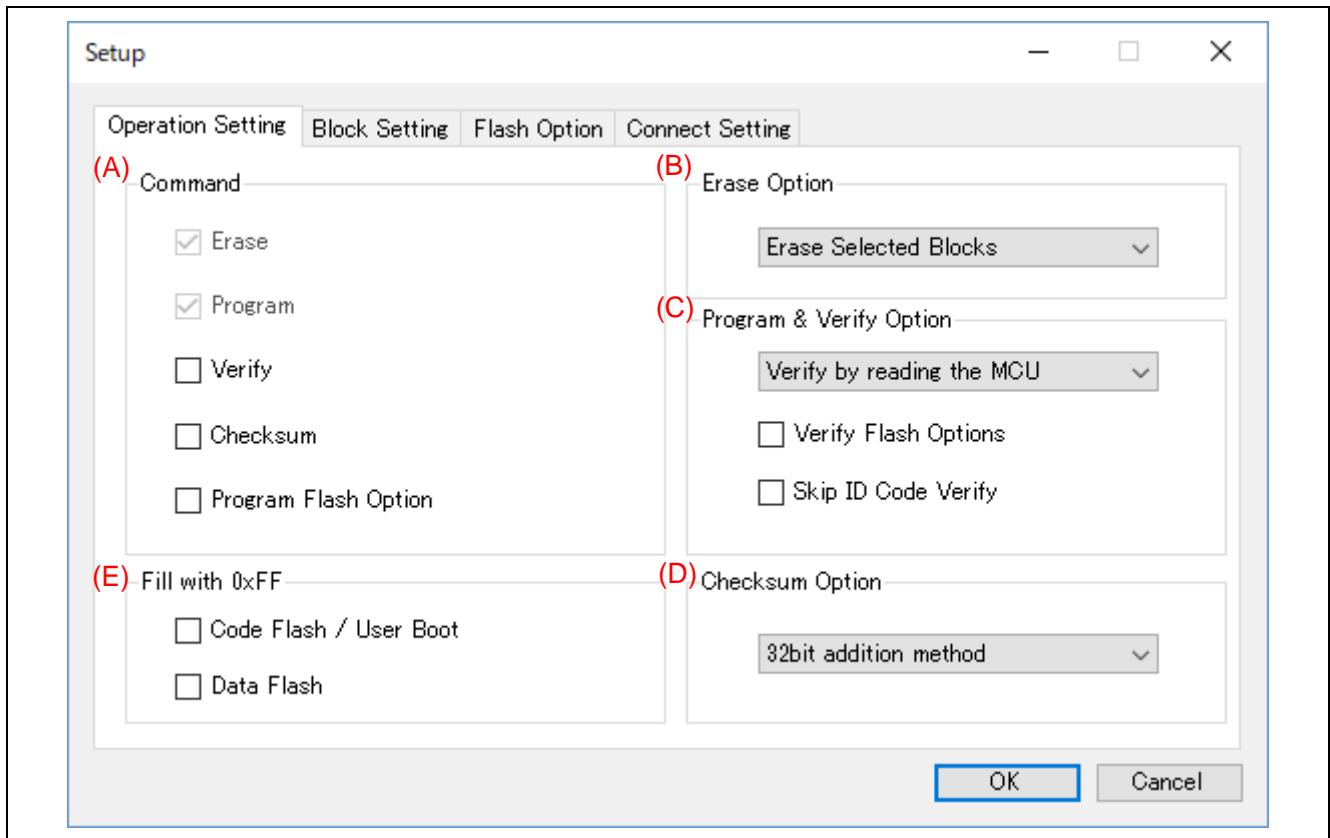 Setup
Operation Setting
Block Setting
Flash Option
Connect Setting
(A)
Command
Erase
Program
Verify
Checksum
Program Flash Option
(B)
Erase Option
Erase Selected Blocks
(C)
Program & Verify Option
Verify by reading the MCU
Verify Flash Options
Skip ID Code Verify
(E)
Fill with 0xFF
Code Flash / User Boot
Data Flash
(D)
Checksum Option
32bit addition method
OK
Cancel